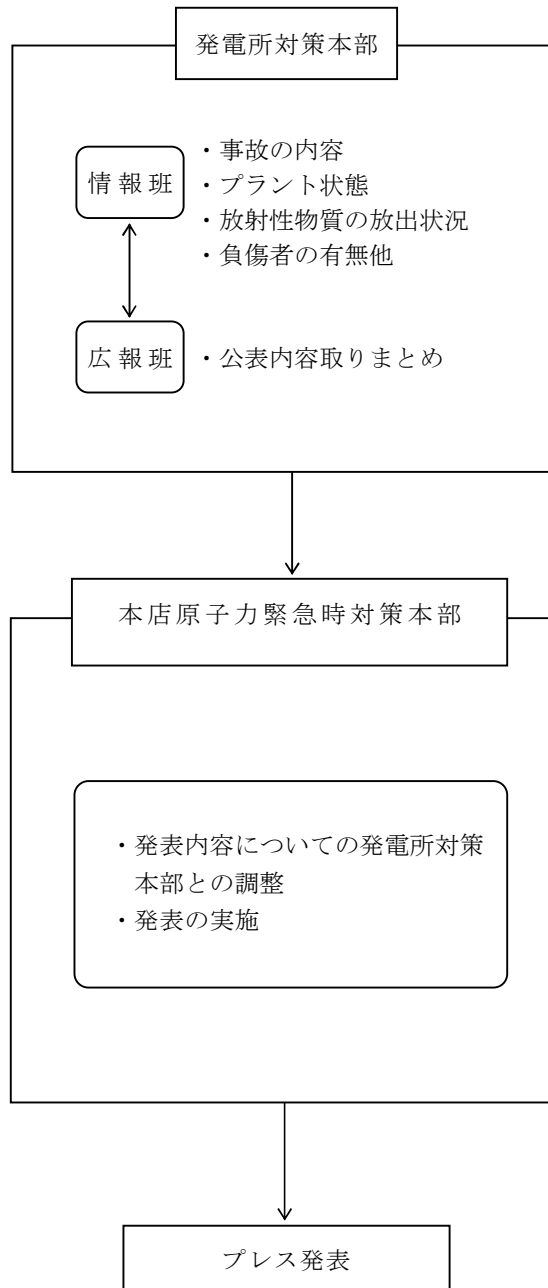 発電所対策本部
情報班
・事故の内容
・プラント状態
・放射性物質の放出状況
・負傷者の有無他
広報班
・公表内容取りまとめ
本店原子力緊急時対策本部
・発表内容についての発電所対策
本部との調整
・発表の実施
プレス発表